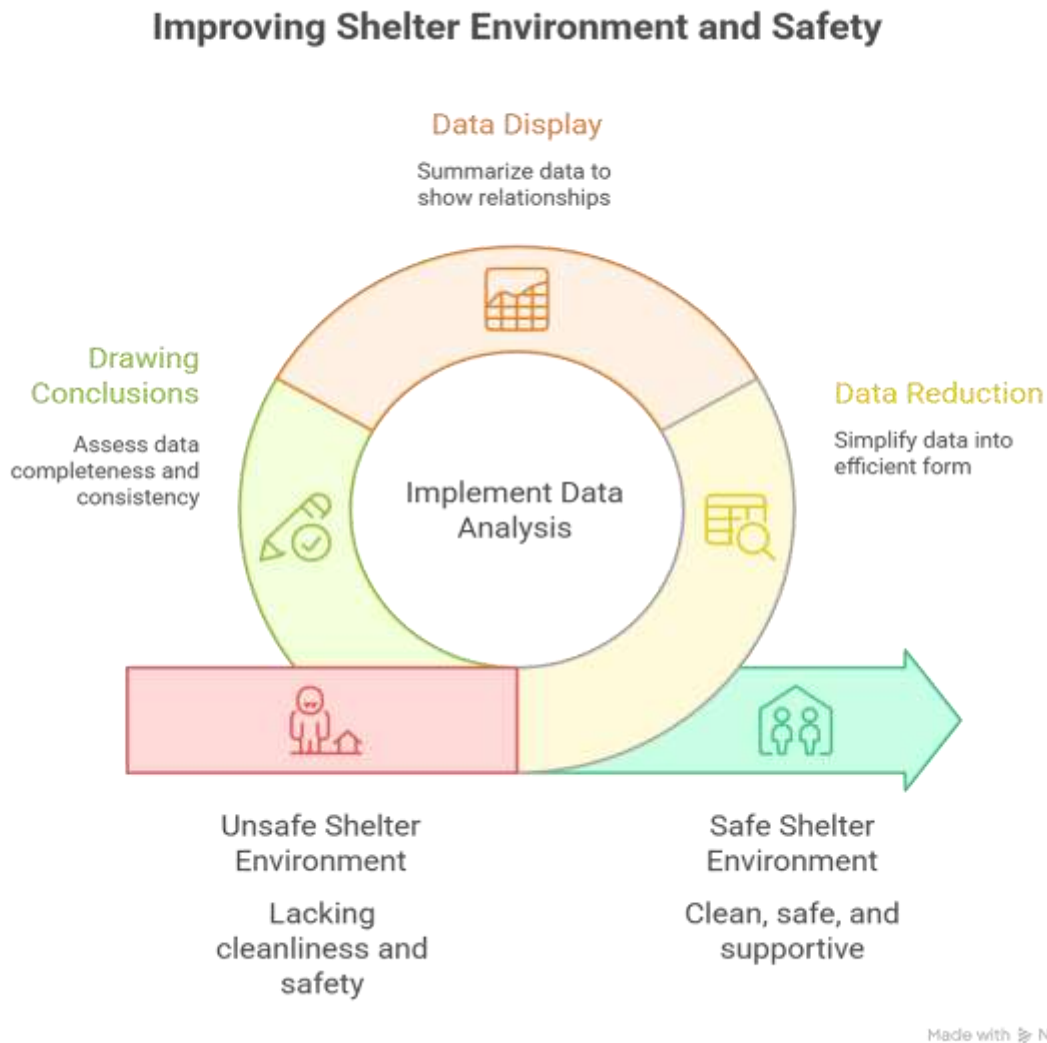 Improving Shelter Environment and Safety
Data Display
Summarize data to
show relationships
Drawing
Conclusions
Assess data
completeness and
consistency
Data Reduction
Simplify data into
efficient form
Implement Data
Analysis
Unsafe Shelter
Environment
Lacking
cleanliness and
safety
Safe Shelter
Environment
Clean, safe, and
supportive
Made with N